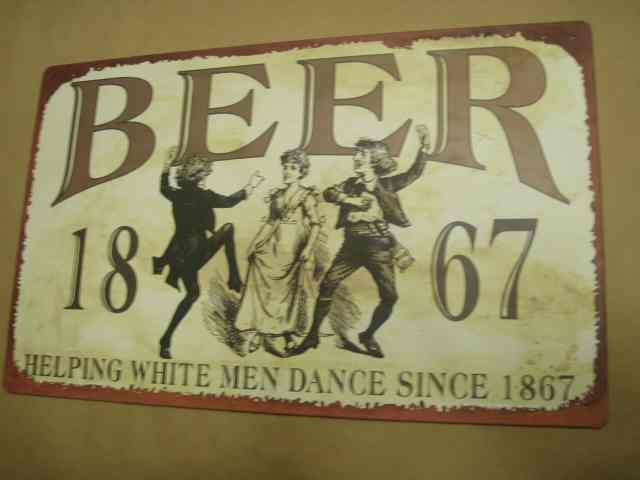 BEER
18 67
HELPING WHITE MEN DANCE SINCE 1867